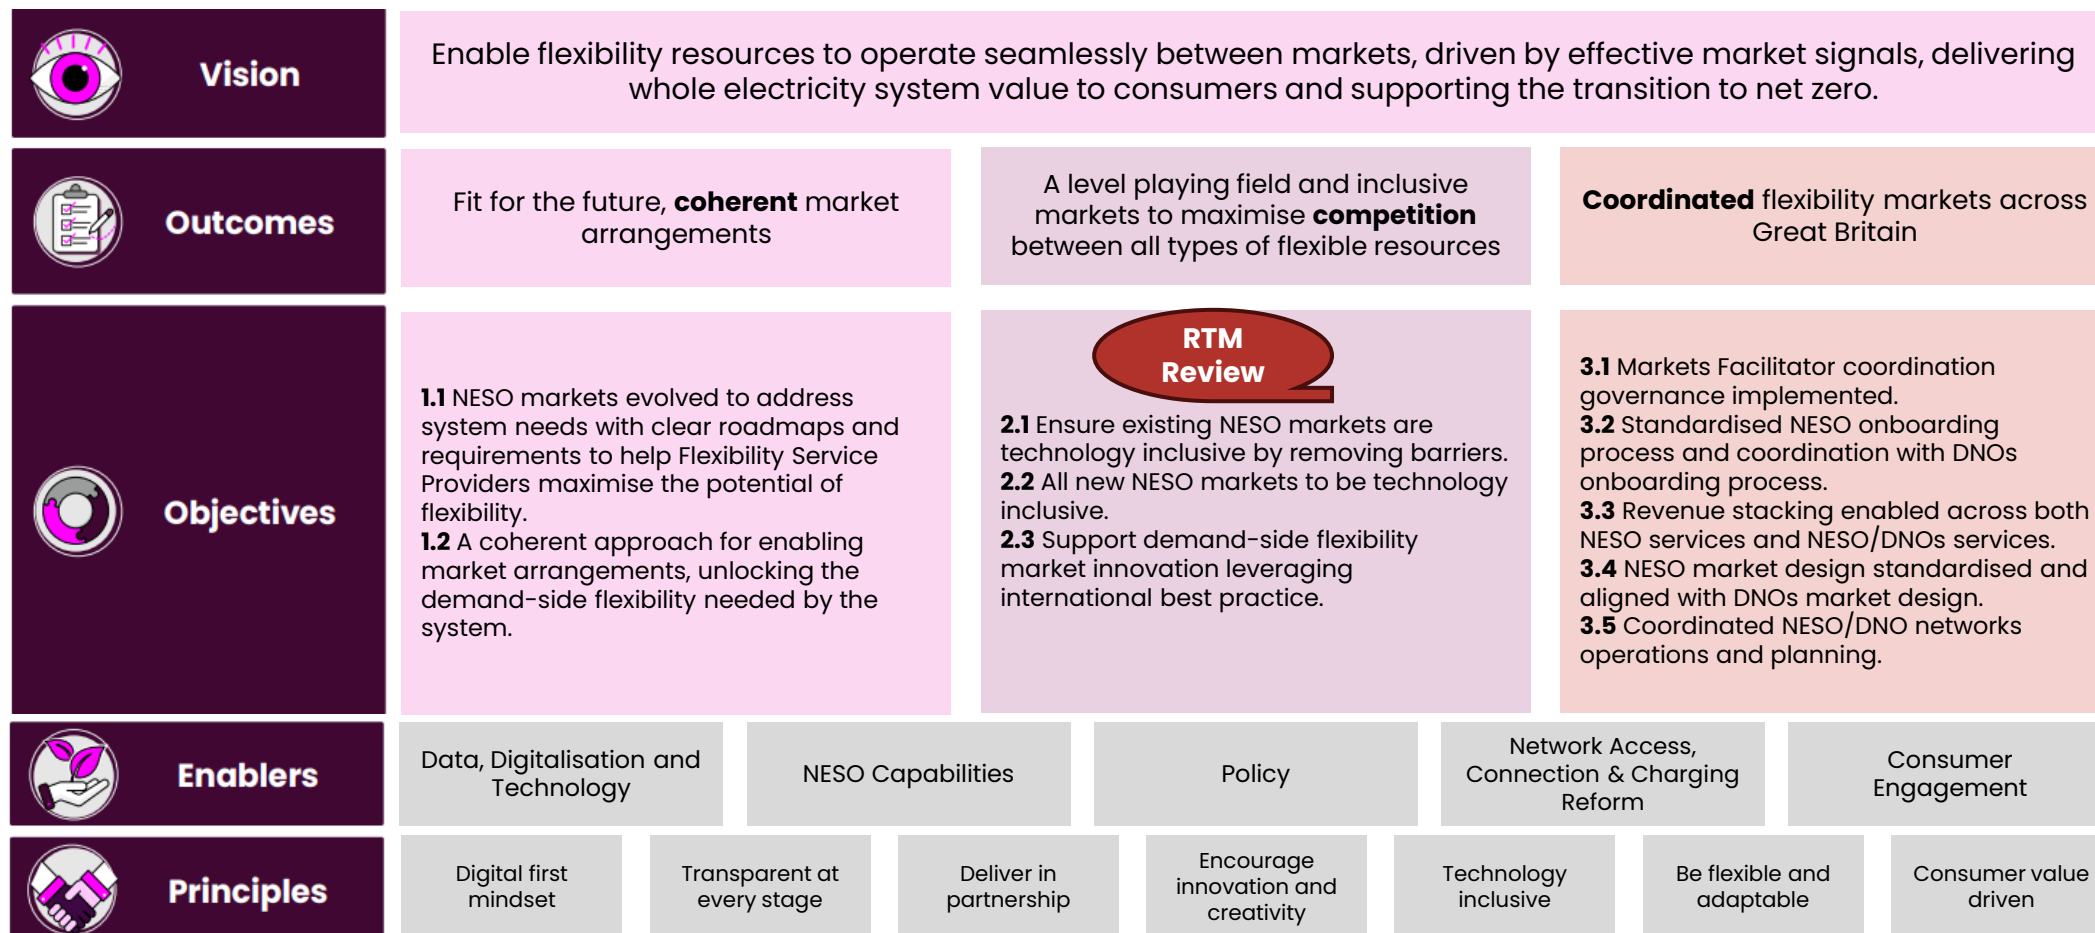 Vision
Enable flexibility resources to operate seamlessly between markets, driven by effective market signals, delivering
whole electricity system value to consumers and supporting the transition to net zero.
Outcomes
Fit for the future, coherent market
arrangements
A level playing field and inclusive
markets to maximise competition
between all types of flexible resources
Coordinated flexibility markets across
Great Britain
Objectives
1.1 NESO markets evolved to address
system needs with clear roadmaps and
requirements to help Flexibility Service
Providers maximise the potential of
flexibility.
1.2 A coherent approach for enabling
market arrangements, unlocking the
demand-side flexibility needed by the
system.
RTM
Review
2.1 Ensure existing NESO markets are
technology inclusive by removing barriers.
2.2 All new NESO markets to be technology
inclusive.
2.3 Support demand-side flexibility
market innovation leveraging
international best practice.
3.1 Markets Facilitator coordination
governance implemented.
3.2 Standardised NESO onboarding
process and coordination with DNOs
onboarding process.
3.3 Revenue stacking enabled across both
NESO services and NESO/DNOs services.
3.4 NESO market design standardised and
aligned with DNOs market design.
3.5 Coordinated NESO/DNO networks
operations and planning.
Enablers
Data, Digitalisation and
Technology
NESO Capabilities
Policy
Network Access,
Connection & Charging
Reform
Consumer
Engagement
Principles
Digital first
mindset
Transparent at
every stage
Deliver in
partnership
Encourage
innovation and
creativity
Technology
inclusive
Be flexible and
adaptable
Consumer value
driven